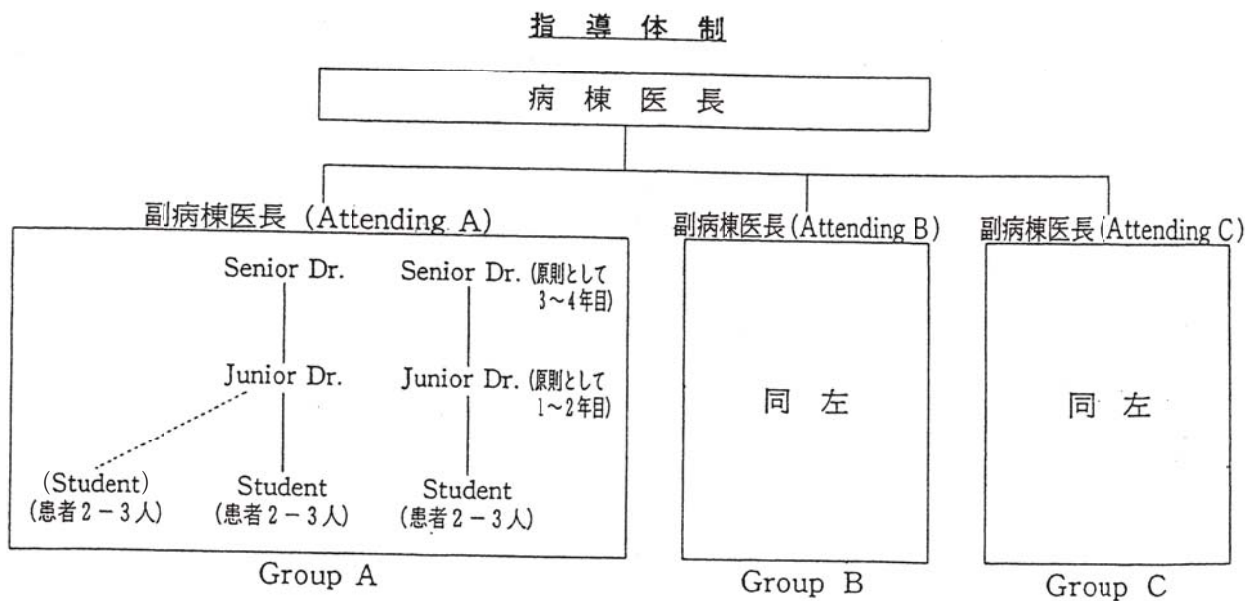 指導体制
病棟医長
副病棟医長 (Attending A)
副病棟医長 (Attending B)
副病棟医長 (Attending C)
Senior Dr.
Senior Dr. (原則として
3～4年目)
Junior Dr.
Junior Dr. (原則として
1～2年目)
(Student)
(患者2－3人)
Student
(患者2－3人)
Student
(患者2－3人)
同左
同左
Group A
Group B
Group C